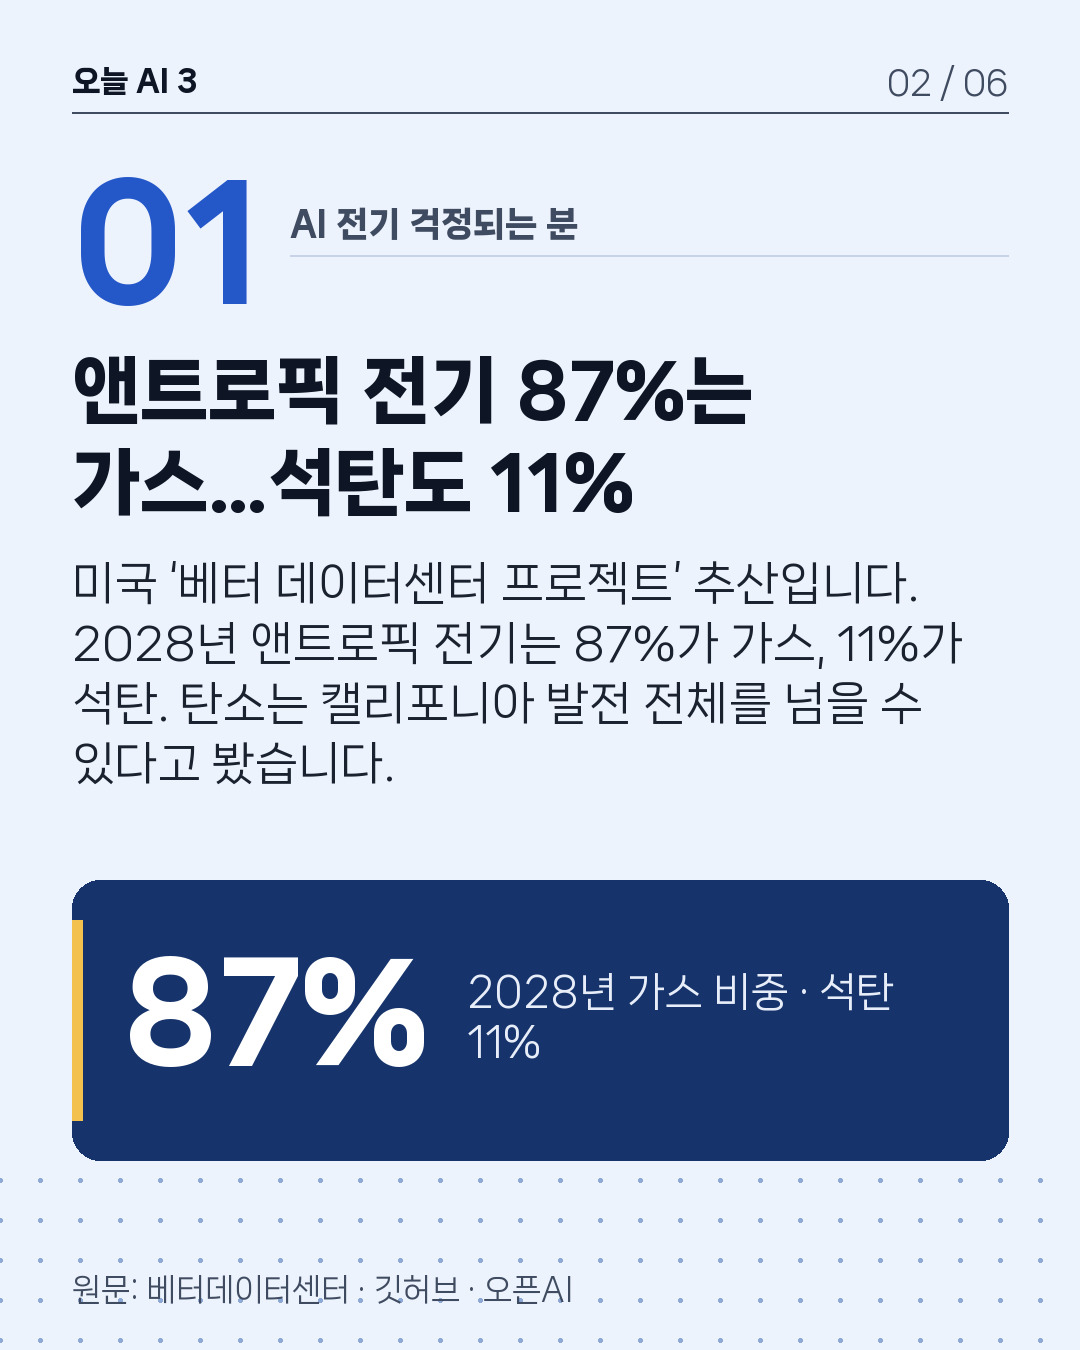 오늘 AI 3
02 / 06
01
AI 전기 걱정되는 분
앤트로픽 전기 87%는
가스...석탄도 11%
미국 ‘베터 데이터센터 프로젝트’ 추산입니다.
2028년 앤트로픽 전기는 87%가 가스, 11%가
석탄. 탄소는 캘리포니아 발전 전체를 넘을 수
있다고 봤습니다.
87%
2028년 가스 비중 · 석탄
11%
원문: 베터데이터센터 · 깃허브 · 오픈AI